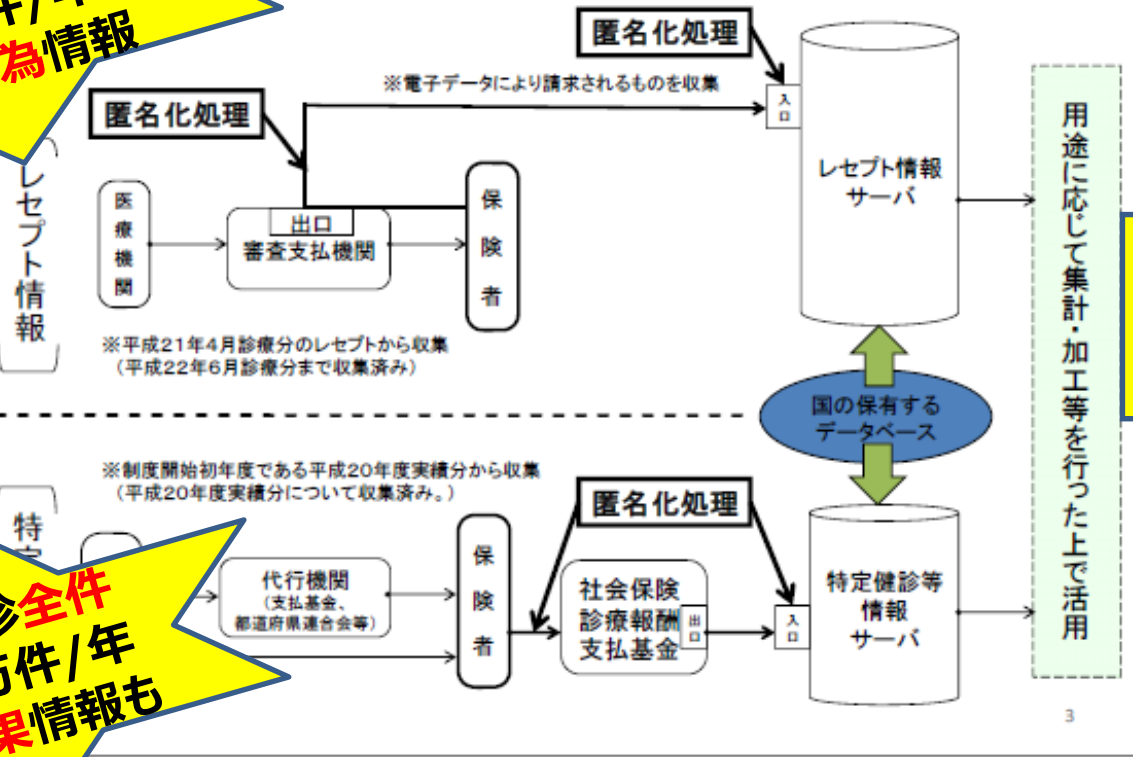 件/年
為情報
匿名化処理
※電子データにより請求されるものを収集
匿名化処理
入口
レセプト情報
医療機関
出口
審査支払機関
保険者
レセプト情報
サーバ
※平成21年4月診療分のレセプトから収集
（平成22年6月診療分まで収集済み）
国の保有する
データベース
用途に応じて集計・加工等を行った上で活用
※制度開始初年度である平成20年度実績分から収集
（平成20年度実績分について収集済み。）
匿名化処理
特定
代行機関
（支払基金、
都道府県連合会等）
保険者
社会保険
診療報酬
支払基金
出口
入口
特定健診等
情報
サーバ
診全件
万件/年
果情報も
3